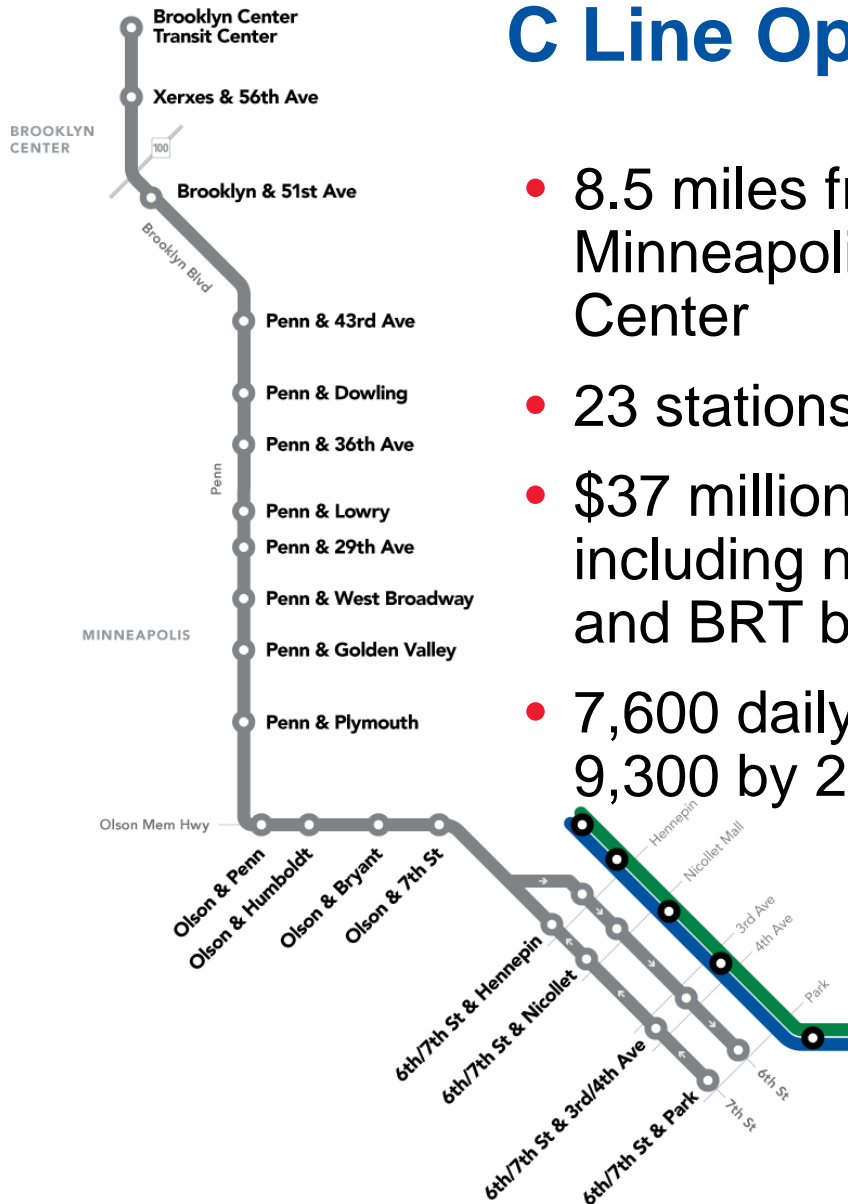 C Line Op
8.5 miles fr
Minneapoli
Center
23 stations
$37 million
including n
and BRT b
7,600 daily
9,300 by 2
Brooklyn Center
Transit Center
Xerxes & 56th Ave
BROOKLYN
CENTER
100
Brooklyn & 51st Ave
Brooklyn Blvd
Penn & 43rd Ave
Penn & Dowling
Penn & 36th Ave
Penn
Penn & Lowry
Penn & 29th Ave
Penn & West Broadway
MINNEAPOLIS
Penn & Golden Valley
Penn & Plymouth
Olson Mem Hwy
Olson & Penn
Olson & Humboldt
Olson & Bryant
Olson & 7th St
6th/7th St & Hennepin
6th/7th St & Nicollet
6th/7th St & 3rd/4th Ave
6th/7th St & Park
Hennepin
Nicollet Mall
3rd Ave
4th Ave
Park
6th St
7th St